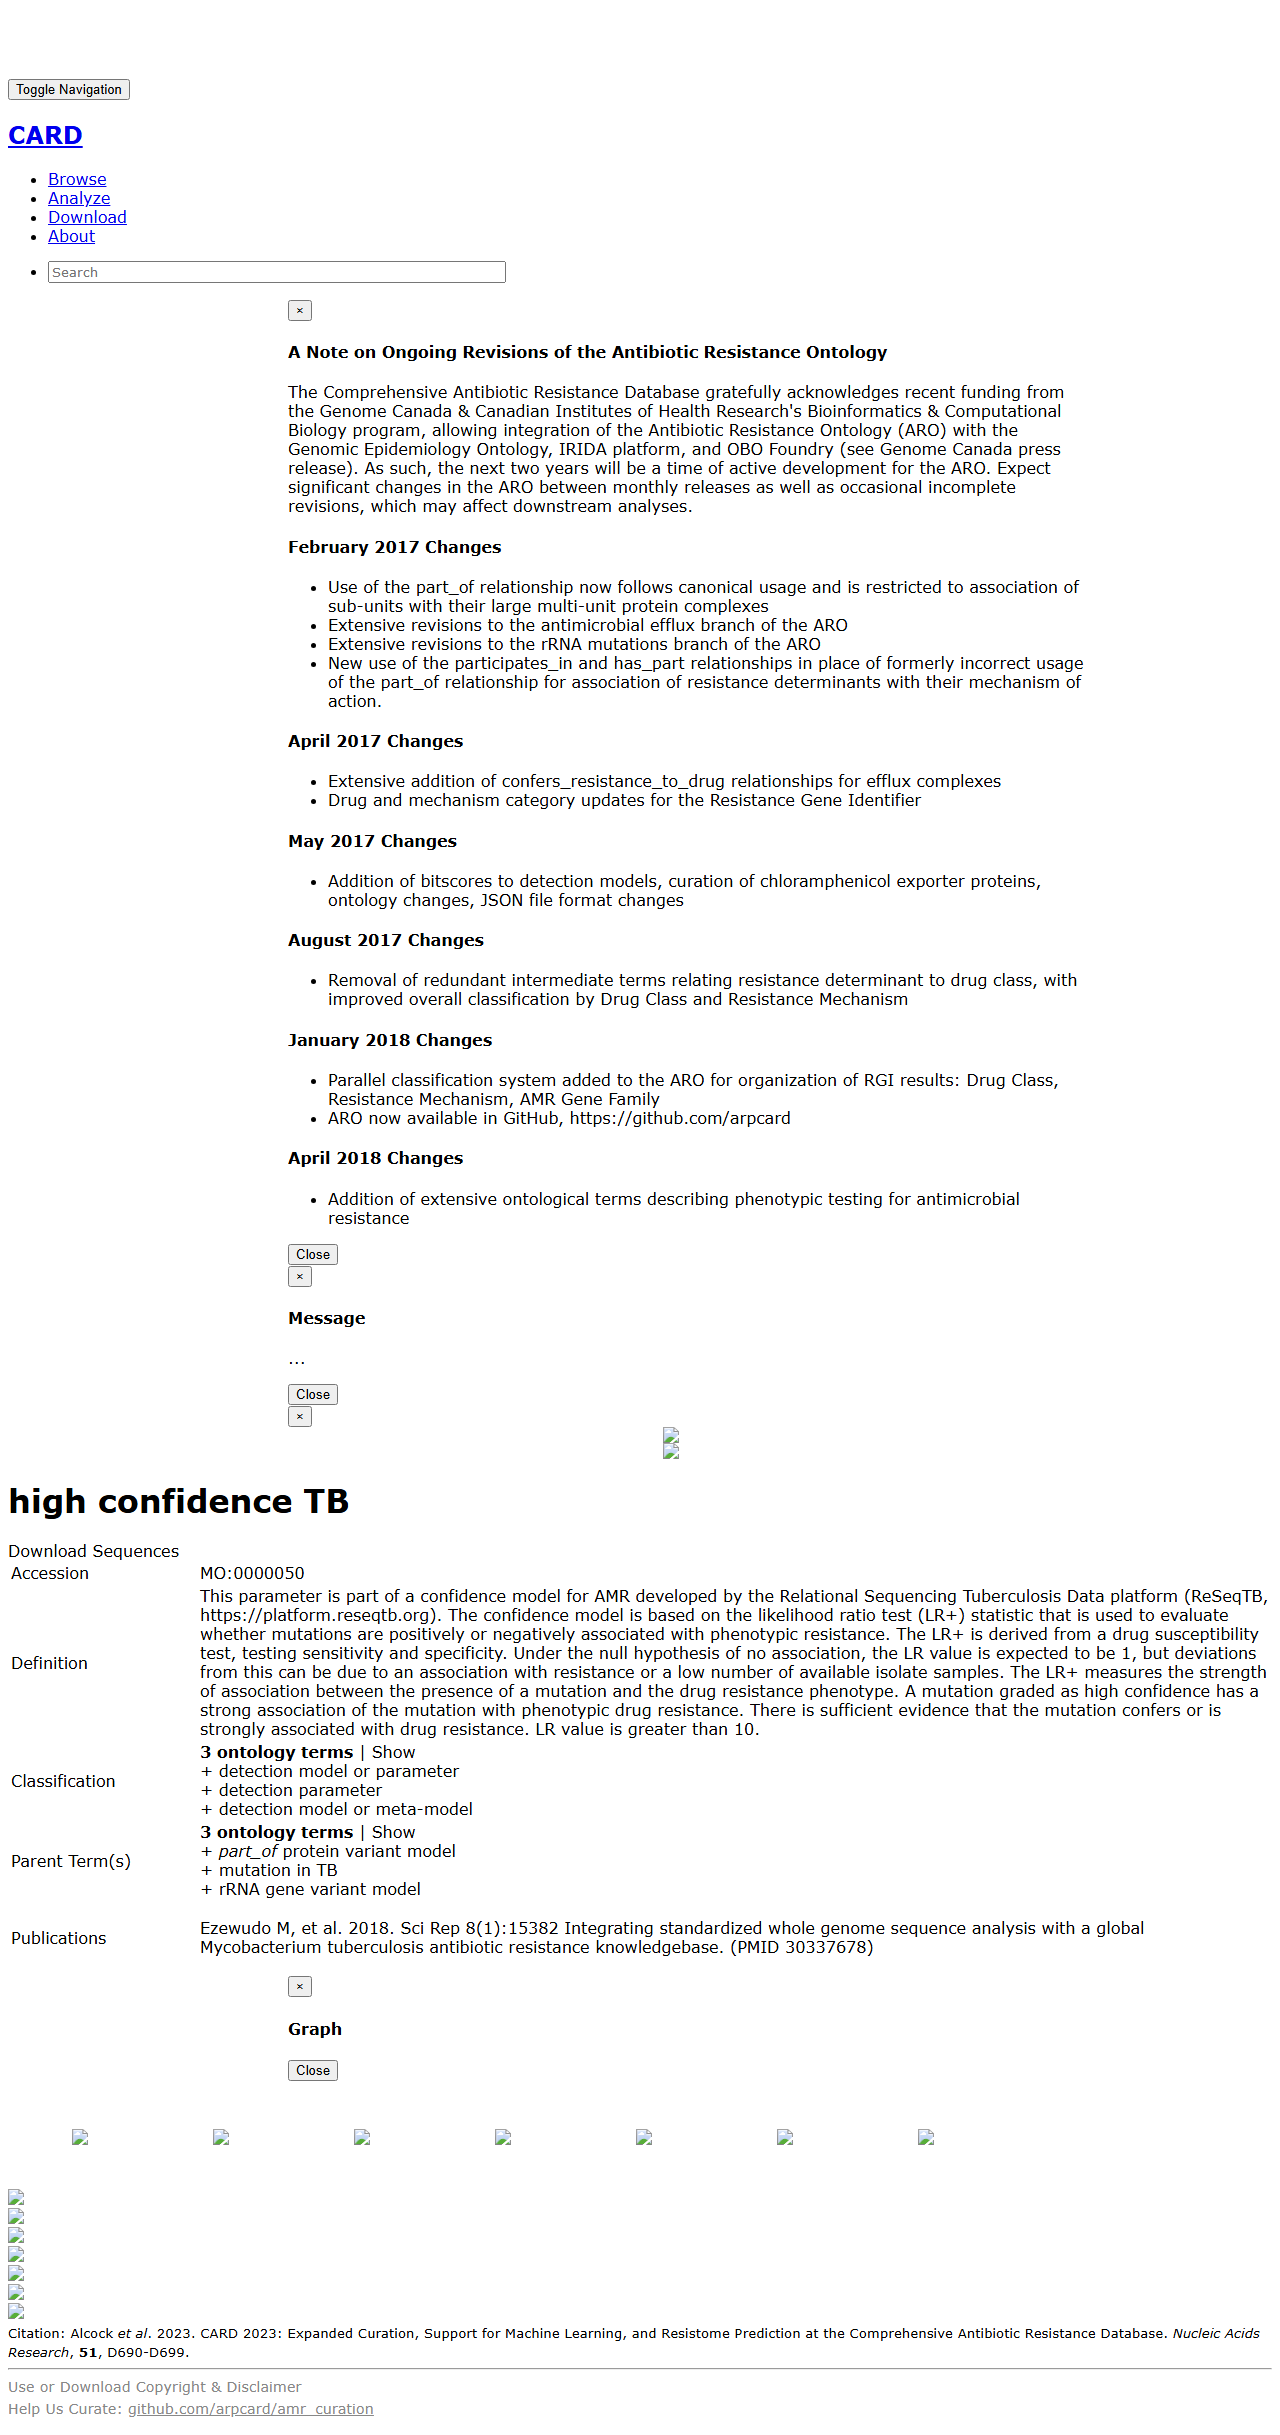 Toggle Navigation
CARD
Browse
Analyze
Download
About
Search
×
A Note on Ongoing Revisions of the Antibiotic Resistance Ontology
The Comprehensive Antibiotic Resistance Database gratefully acknowledges recent funding from
the Genome Canada & Canadian Institutes of Health Research's Bioinformatics & Computational
Biology program, allowing integration of the Antibiotic Resistance Ontology (ARO) with the
Genomic Epidemiology Ontology, IRIDA platform, and OBO Foundry (see Genome Canada press
release). As such, the next two years will be a time of active development for the ARO. Expect
significant changes in the ARO between monthly releases as well as occasional incomplete
revisions, which may affect downstream analyses.
February 2017 Changes
Use of the part_of relationship now follows canonical usage and is restricted to association of
sub-units with their large multi-unit protein complexes
Extensive revisions to the antimicrobial efflux branch of the ARO
Extensive revisions to the rRNA mutations branch of the ARO
New use of the participates_in and has_part relationships in place of formerly incorrect usage
of the part_of relationship for association of resistance determinants with their mechanism of
action.
April 2017 Changes
Extensive addition of confers_resistance_to_drug relationships for efflux complexes
Drug and mechanism category updates for the Resistance Gene Identifier
May 2017 Changes
Addition of bitscores to detection models, curation of chloramphenicol exporter proteins,
ontology changes, JSON file format changes
August 2017 Changes
Removal of redundant intermediate terms relating resistance determinant to drug class, with
improved overall classification by Drug Class and Resistance Mechanism
January 2018 Changes
Parallel classification system added to the ARO for organization of RGI results: Drug Class,
Resistance Mechanism, AMR Gene Family
ARO now available in GitHub, https://github.com/arpcard
April 2018 Changes
Addition of extensive ontological terms describing phenotypic testing for antimicrobial
resistance
Close
×
Message
...
Close
×
high confidence TB
Download Sequences
Accession MO:0000050
Definition This parameter is part of a confidence model for AMR developed by the Relational Sequencing Tuberculosis Data platform (ReSeqTB,
https://platform.reseqtb.org). The confidence model is based on the likelihood ratio test (LR+) statistic that is used to evaluate
whether mutations are positively or negatively associated with phenotypic resistance. The LR+ is derived from a drug susceptibility
test, testing sensitivity and specificity. Under the null hypothesis of no association, the LR value is expected to be 1, but deviations
from this can be due to an association with resistance or a low number of available isolate samples. The LR+ measures the strength
of association between the presence of a mutation and the drug resistance phenotype. A mutation graded as high confidence has a
strong association of the mutation with phenotypic drug resistance. There is sufficient evidence that the mutation confers or is
strongly associated with drug resistance. LR value is greater than 10.
Classification 3 ontology terms | Show
+ detection model or parameter
+ detection parameter
+ detection model or meta-model
Parent Term(s) 3 ontology terms | Show
+ part_of protein variant model
+ mutation in TB
+ rRNA gene variant model
Publications Ezewudo M, et al. 2018. Sci Rep 8(1):15382 Integrating standardized whole genome sequence analysis with a global
Mycobacterium tuberculosis antibiotic resistance knowledgebase. (PMID 30337678)
×
Graph
Close
Citation: Alcock et al. 2023. CARD 2023: Expanded Curation, Support for Machine Learning, and Resistome Prediction at the Comprehensive Antibiotic Resistance Database. Nucleic Acids
Research, 51, D690-D699.
Use or Download Copyright & Disclaimer
Help Us Curate: github.com/arpcard/amr_curation